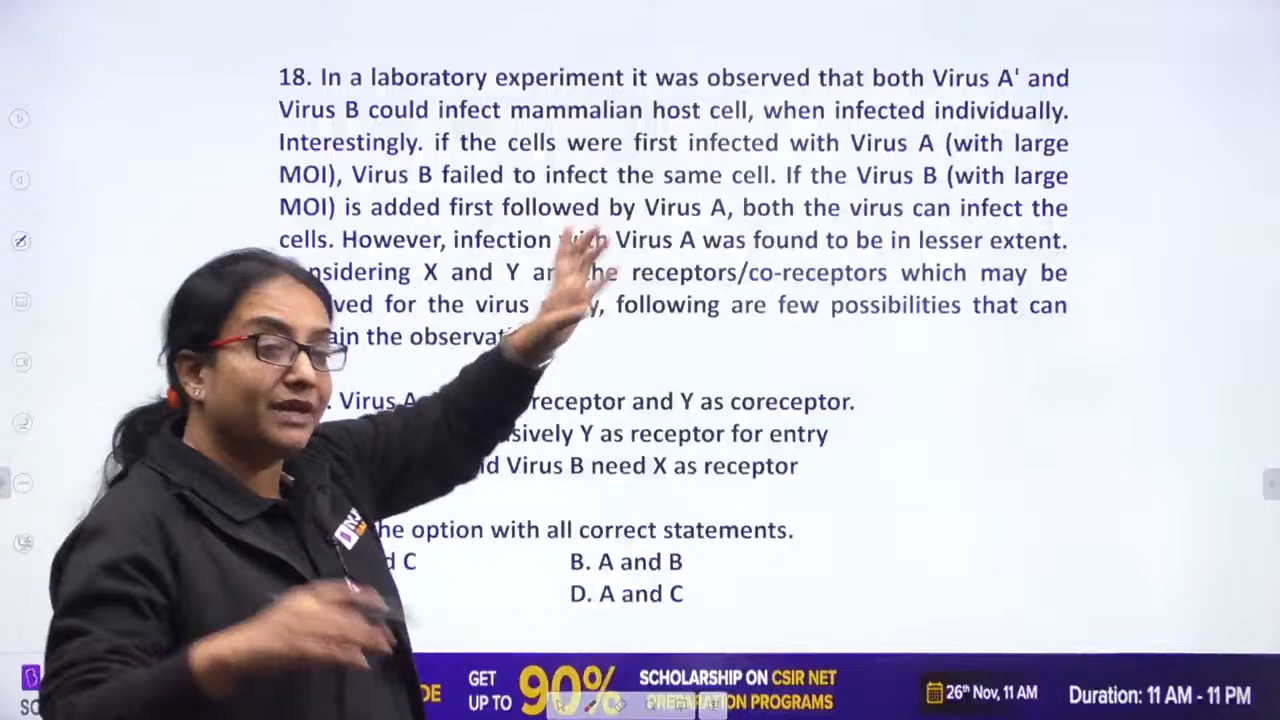 18. In a laboratory experiment it was observed that both Virus A' and
Virus B could infect mammalian host cell, when infected individually.
Interestingly. if the cells were first infected with Virus A (with large
MOI), Virus B failed to infect the same cell. If the Virus B (with large
MOI) is added first followed by Virus A, both the virus can infect the
cells. However, infection with Virus A was found to be in lesser extent.
X and Y the receptors/co-receptors which may be
for the virus following are few possibilities that can
the
Virus A receptor and Y as coreceptor.
Y as receptor for entry
Virus B need X as receptor
the option with all correct statements.
C
B. A and B
D. A and C
GET
UP TO
90%
SCHOLARSHIP ON CSIR NET
PREPARATION PROGRAMS
26th Nov, 11 AM
Duration: 11 AM - 11 PM